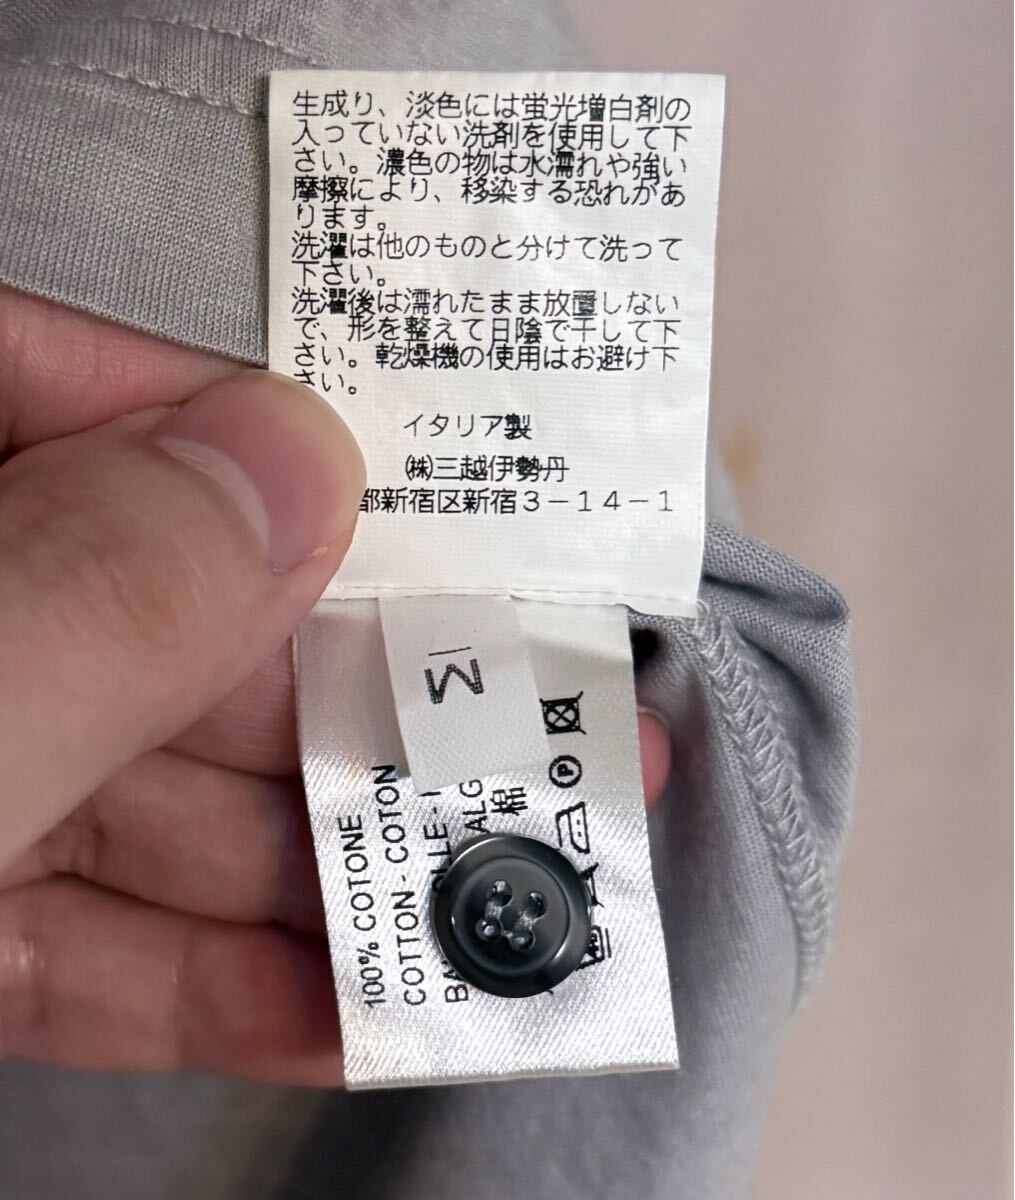 生成り、淡色には蛍光増白剤の
入っていない洗剤を使用して下
さい。濃色の物は水濡れや強い
摩擦により、移染する恐れがあ
ります。
洗濯は他のものと分けて洗って
下さい。
洗濯後は濡れたまま放置しない
で、形を整えて日陰で干して下
さい。乾燥機の使用はお避け下
さい。
イタリア製
㈱三越伊勢丹
都新宿区新宿3-14-1
M
100% COTONE
COTTON - COTON
綿
P